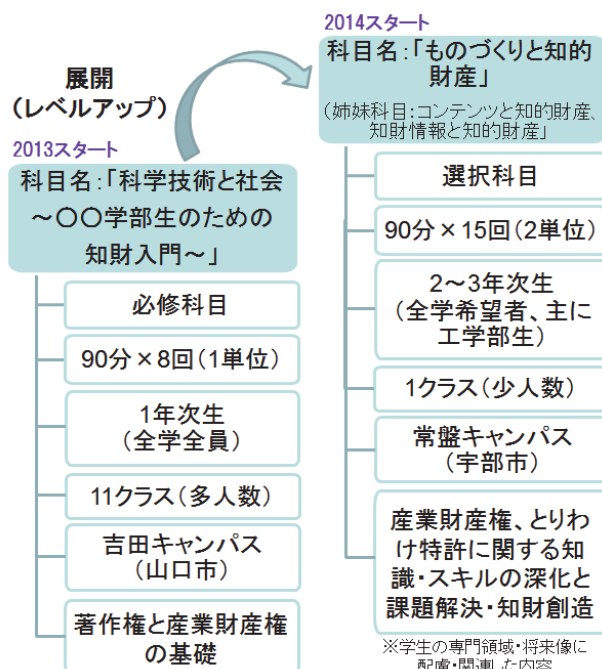 展開
(レベルアップ)
2013スタート
科目名:「科学技術と社会
~〇〇学部生のための
知財入門~」
必修科目
90分×8回(1単位)
1年次生
(全学全員)
11クラス(多人数)
吉田キャンパス
(山口市)
著作権と産業財産権
の基礎
2014スタート
科目名:「ものづくりと知的
財産」
(姉妹科目:コンテンツと知的財産、
知財情報と知的財産」
選択科目
90分×15回(2単位)
2~3年次生
(全学希望者、主に
工学部生)
1クラス(少人数)
常盤キャンパス
(宇部市)
産業財産権、とりわ
け特許に関する知
識・スキルの深化と
課題解決・知財創造
※学生の専門領域・将来像に
配慮・関連した内容